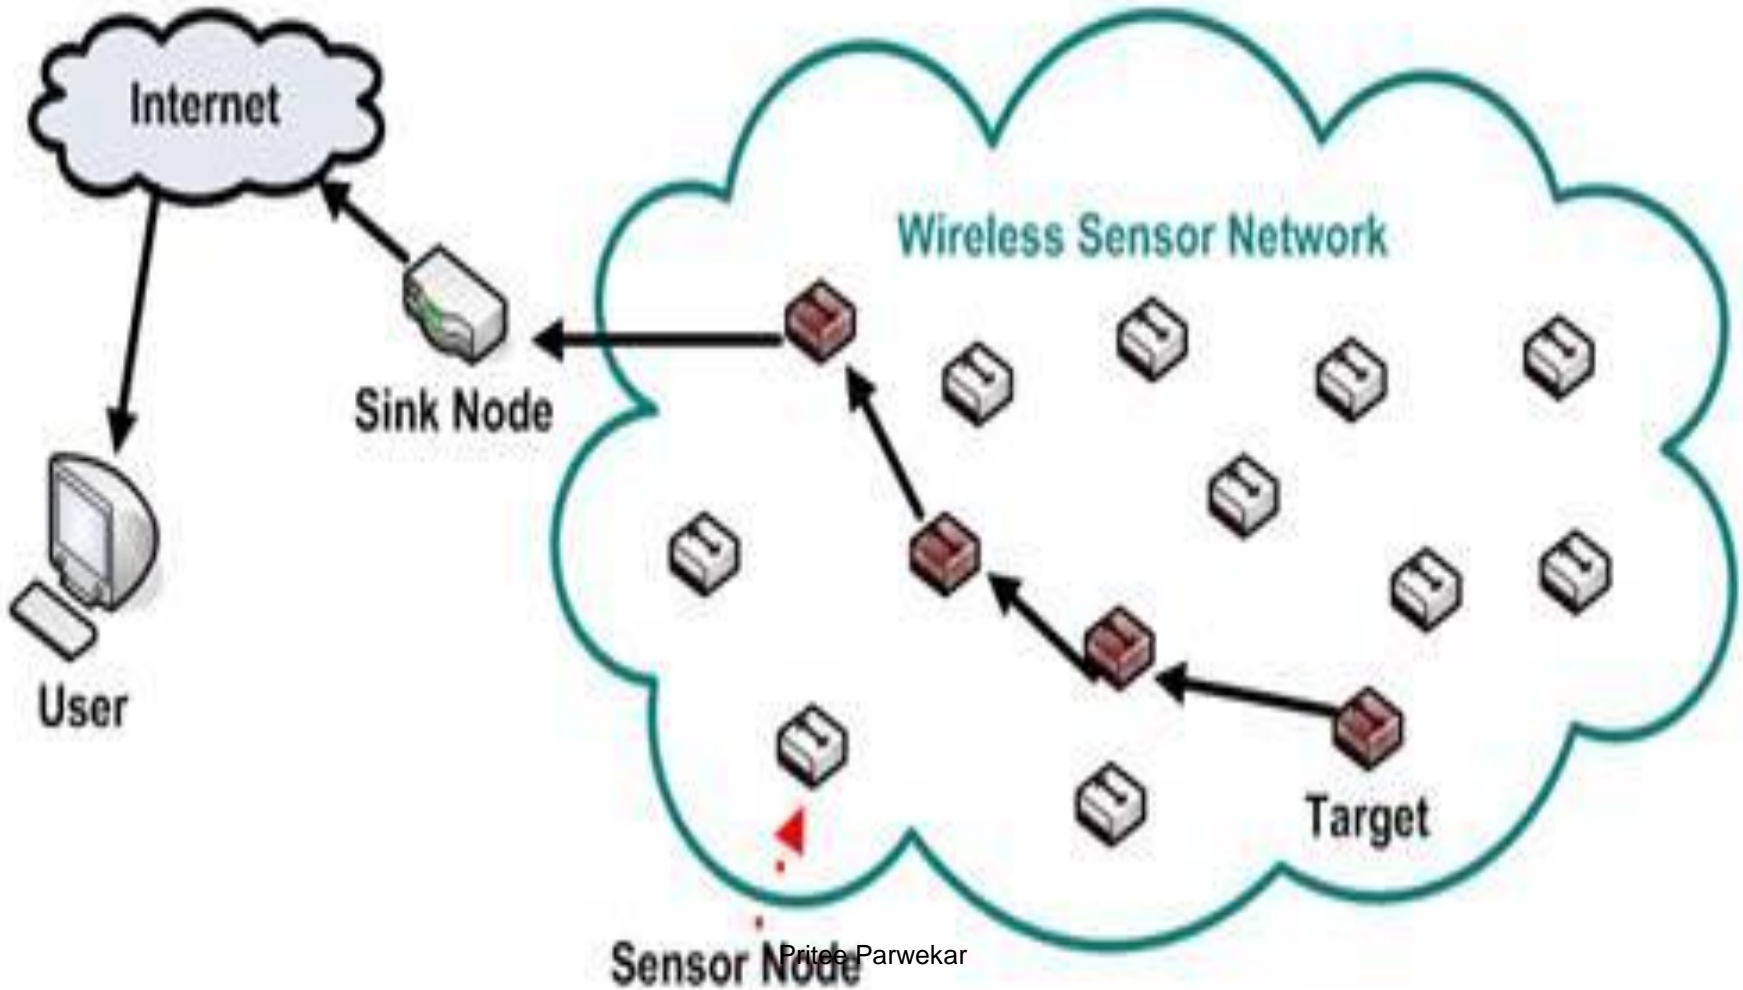 Internet
Wireless Sensor Network
Sink Node
User
Target
Sensor Node
Pritee Parwekar